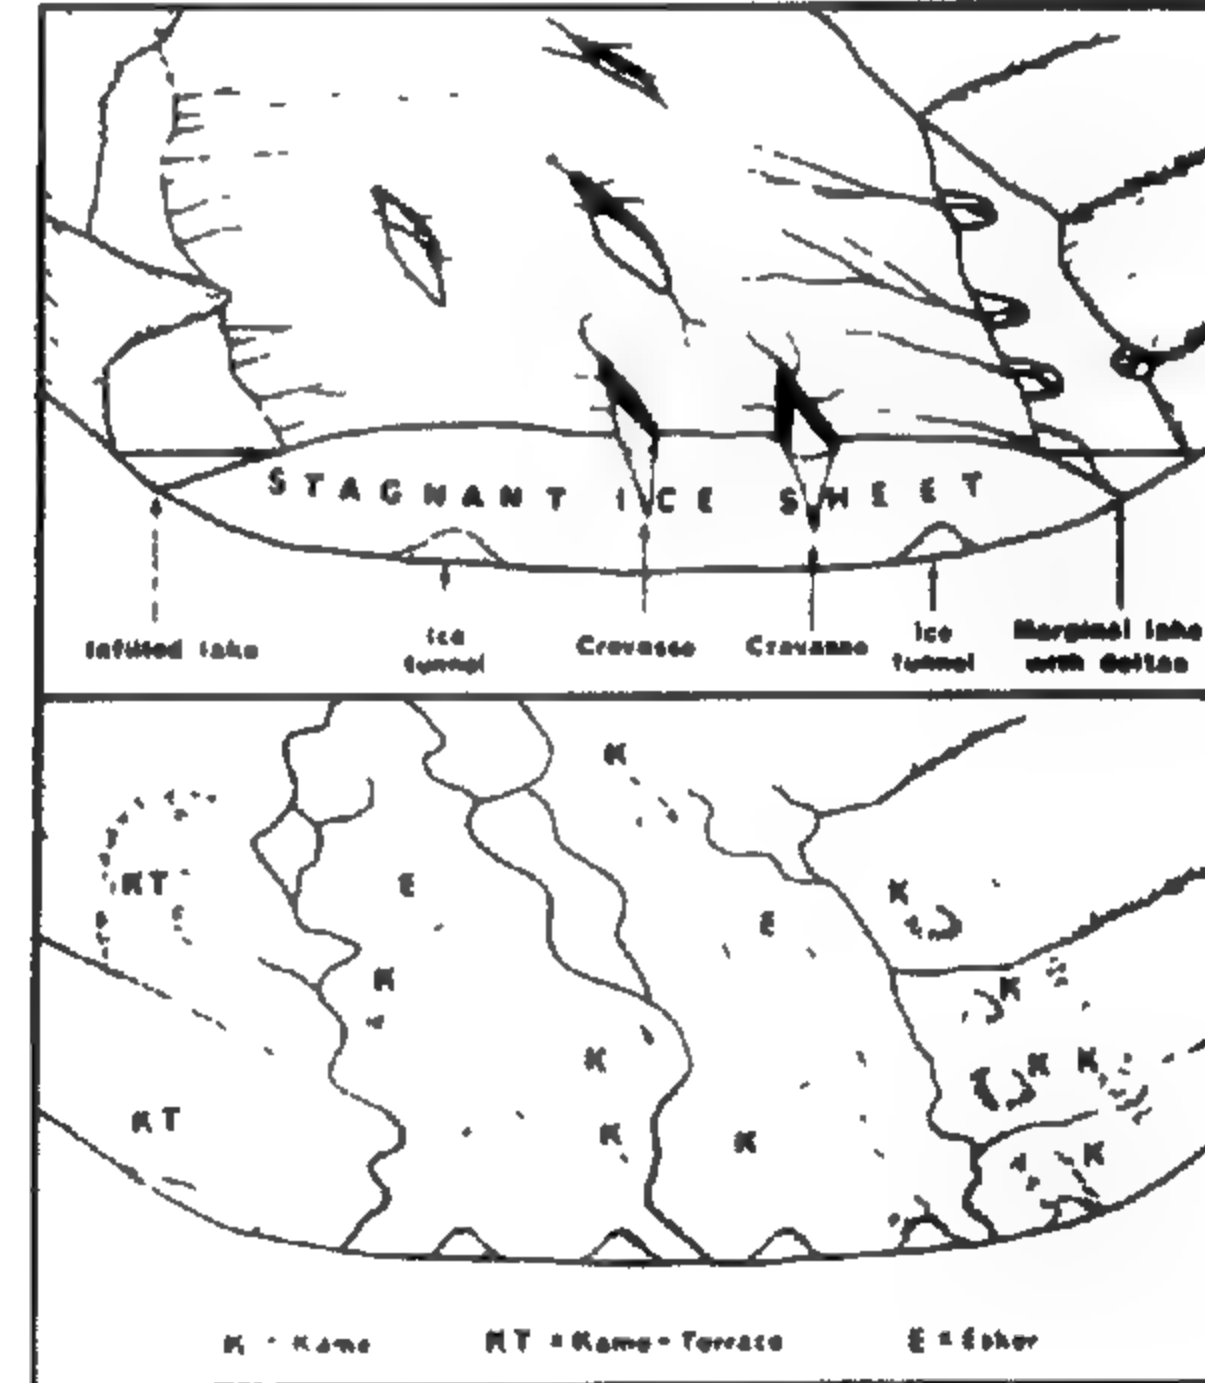 STAGNANT ICE SHEET
Infilled lake
Ice
tunnel
Crevasse
Crevasse
Ice
tunnel
Marginal lake
with deltas
K
KT
E
K
E
K
K
K
K
K
KT
K
K
K
K = Kame
KT = Kame-Terrace
E = Esker